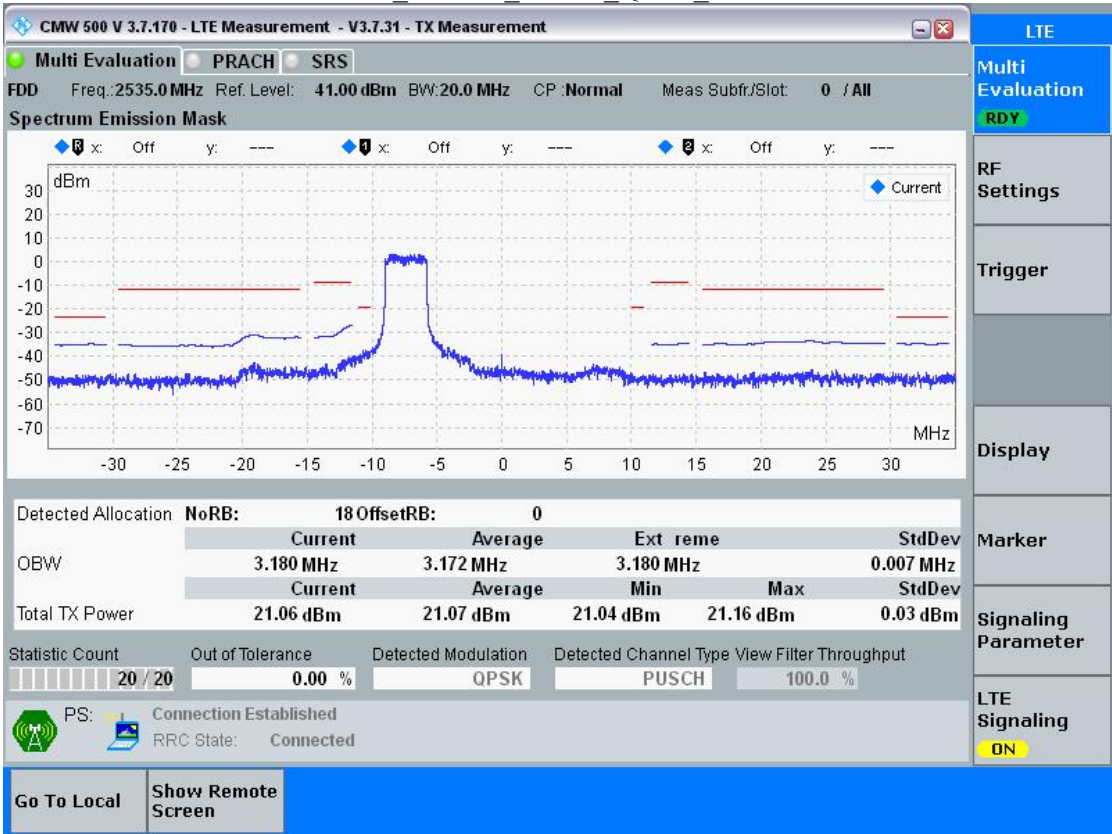 CMW 500 V 3.7.170 - LTE Measurement - V3.7.31 - TX Measurement
LTE
Multi Evaluation PRACH SRS
Multi
Evaluation
RDY
FDD Freq.:2535.0 MHz Ref. Level: 41.00 dBm BW:20.0 MHz CP :Normal Meas Subfr./Slot: 0 / All
Spectrum Emission Mask
R x: Off y: --- 1 x: Off y: --- 2 x: Off y: ---
dBm
Current
30
20
10
0
-10
-20
-30
-40
-50
-60
-70
MHz
-30 -25 -20 -15 -10 -5 0 5 10 15 20 25 30
RF
Settings
Trigger
Display
Marker
Signaling
Parameter
LTE
Signaling
ON
Detected Allocation NoRB: 18 OffsetRB: 0
Current Average Ext reme StdDev
OBW 3.180 MHz 3.172 MHz 3.180 MHz 0.007 MHz
Current Average Min Max StdDev
Total TX Power 21.06 dBm 21.07 dBm 21.04 dBm 21.16 dBm 0.03 dBm
Statistic Count Out of Tolerance Detected Modulation Detected Channel Type View Filter Throughput
20 / 20 0.00 % QPSK PUSCH 100.0 %
PS: Connection Established
RRC State: Connected
Go To Local
Show Remote
Screen